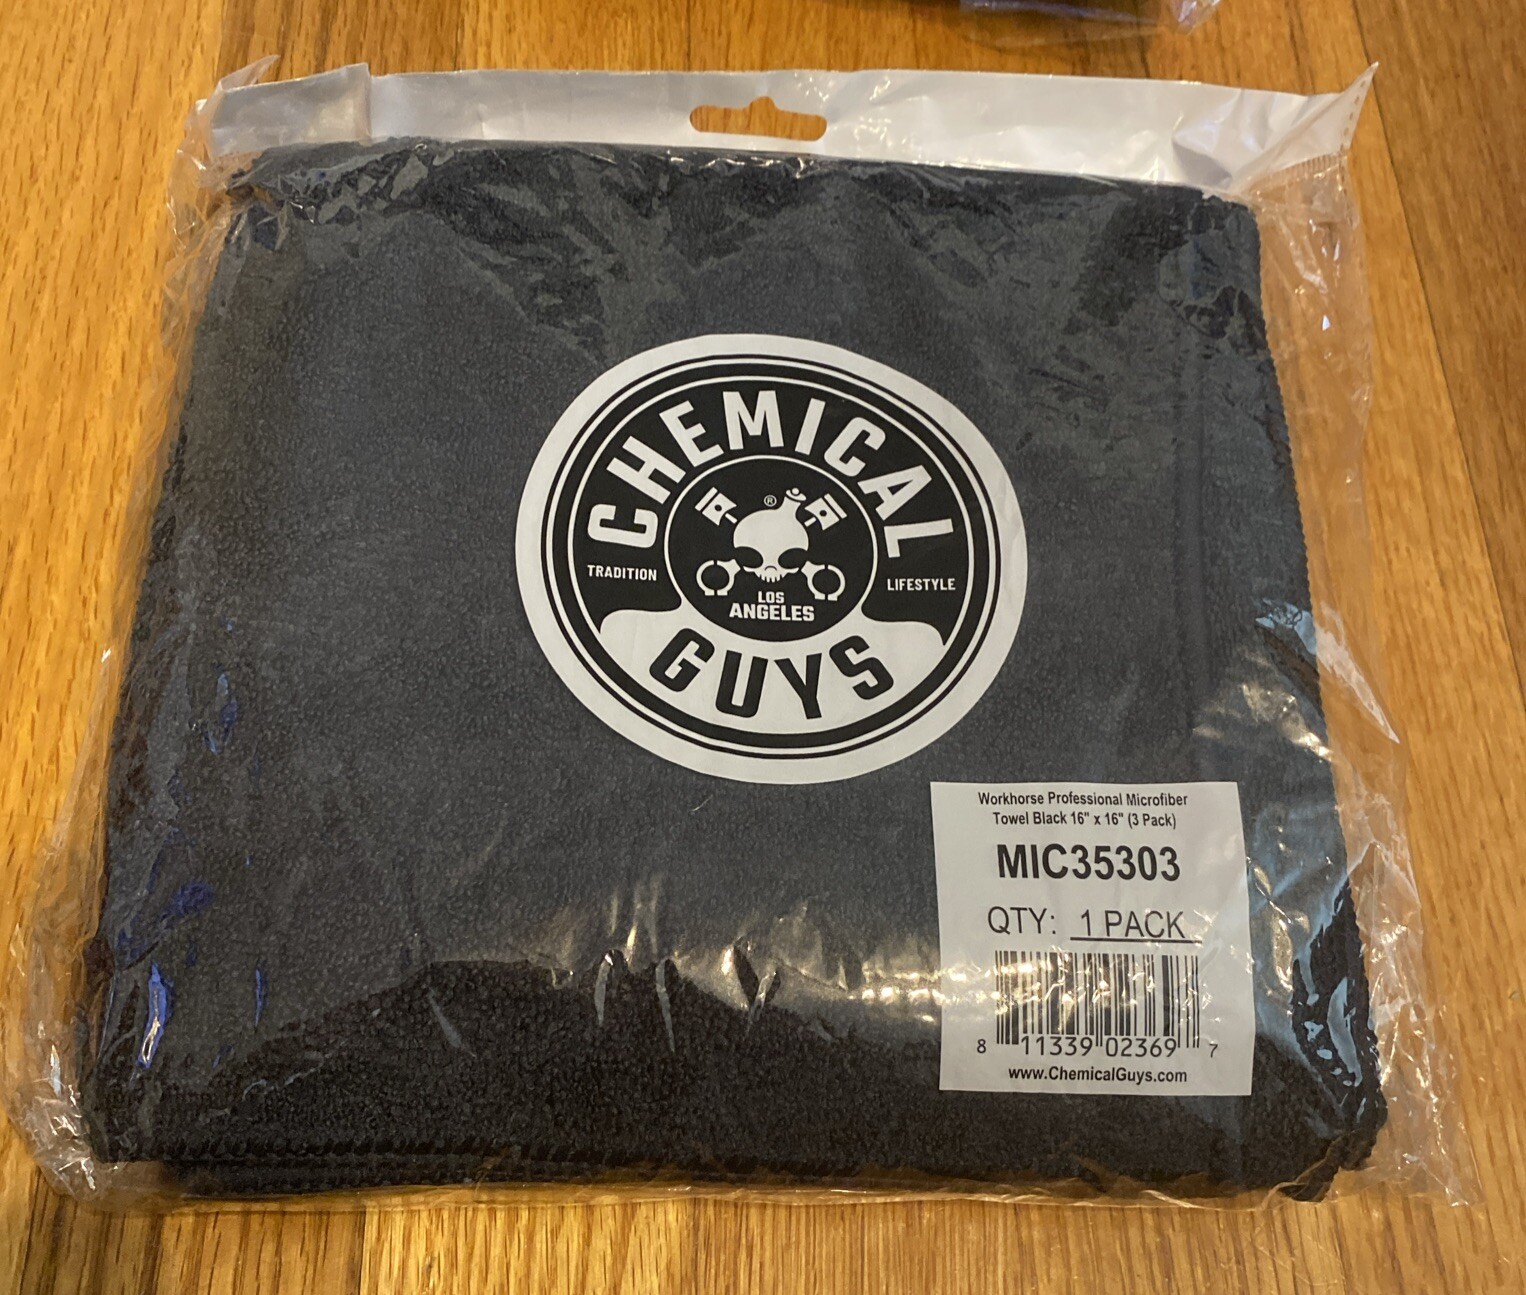 CHEMICAL
®
TRADITION
LIFESTYLE
LOS
ANGELES
GUYS
Workhorse Professional Microfiber
Towel Black 16" x 16" (3 Pack)
MIC35303
QTY: 1 PACK
8 11339 02369 7
www.ChemicalGuys.com